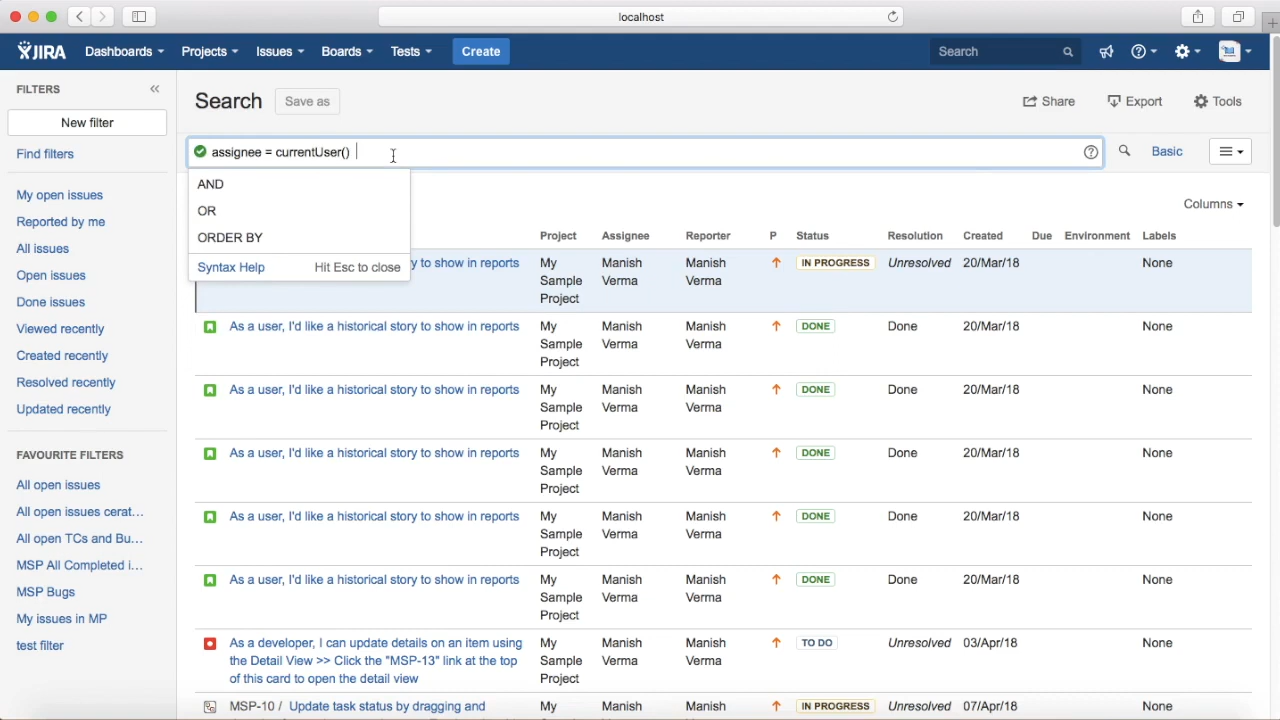 localhost
JIRA Dashboards Projects Issues Boards Tests Create Search
FILTERS
New filter
Find filters
My open issues
Reported by me
All issues
Open issues
Done issues
Viewed recently
Created recently
Resolved recently
Updated recently
FAVOURITE FILTERS
All open issues
All open issues cerat...
All open TCs and Bu...
MSP All Completed i...
MSP Bugs
My issues in MP
test filter
Search Save as Share Export Tools
assignee = currentUser() Basic
AND
OR
ORDER BY
Syntax Help Hit Esc to close
Columns
Project Assignee Reporter P Status Resolution Created Due Environment Labels
y to show in reports My Manish Manish IN PROGRESS Unresolved 20/Mar/18 None
Sample Verma Verma
Project
As a user, I'd like a historical story to show in reports My Manish Manish DONE Done 20/Mar/18 None
Sample Verma Verma
Project
As a user, I'd like a historical story to show in reports My Manish Manish DONE Done 20/Mar/18 None
Sample Verma Verma
Project
As a user, I'd like a historical story to show in reports My Manish Manish DONE Done 20/Mar/18 None
Sample Verma Verma
Project
As a user, I'd like a historical story to show in reports My Manish Manish DONE Done 20/Mar/18 None
Sample Verma Verma
Project
As a user, I'd like a historical story to show in reports My Manish Manish DONE Done 20/Mar/18 None
Sample Verma Verma
Project
As a developer, I can update details on an item using My Manish Manish TO DO Unresolved 03/Apr/18 None
the Detail View >> Click the "MSP-13" link at the top Sample Verma Verma
of this card to open the detail view Project
MSP-10 / Update task status by dragging and My Manish Manish IN PROGRESS Unresolved 07/Apr/18 None